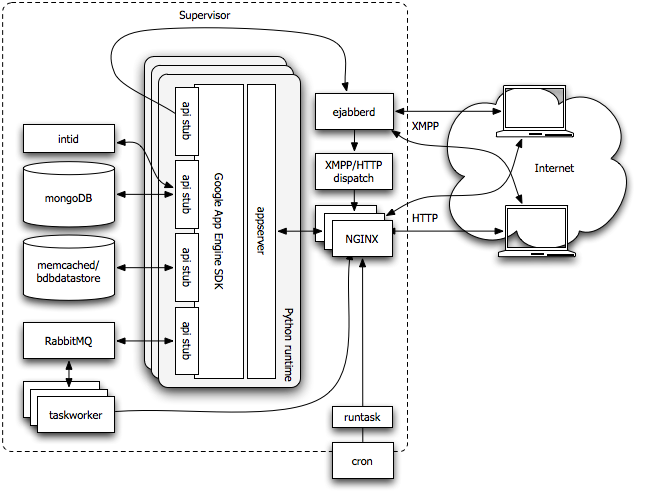 Supervisor
api stub
ejabberd
XMPP
intid
XMPP/HTTP
dispatch
Internet
mongoDB
api stub
Google App Engine SDK
appserver
HTTP
NGINX
memcached/
bdbdatastore
api stub
Python runtime
RabbitMQ
api stub
taskworker
runtask
cron